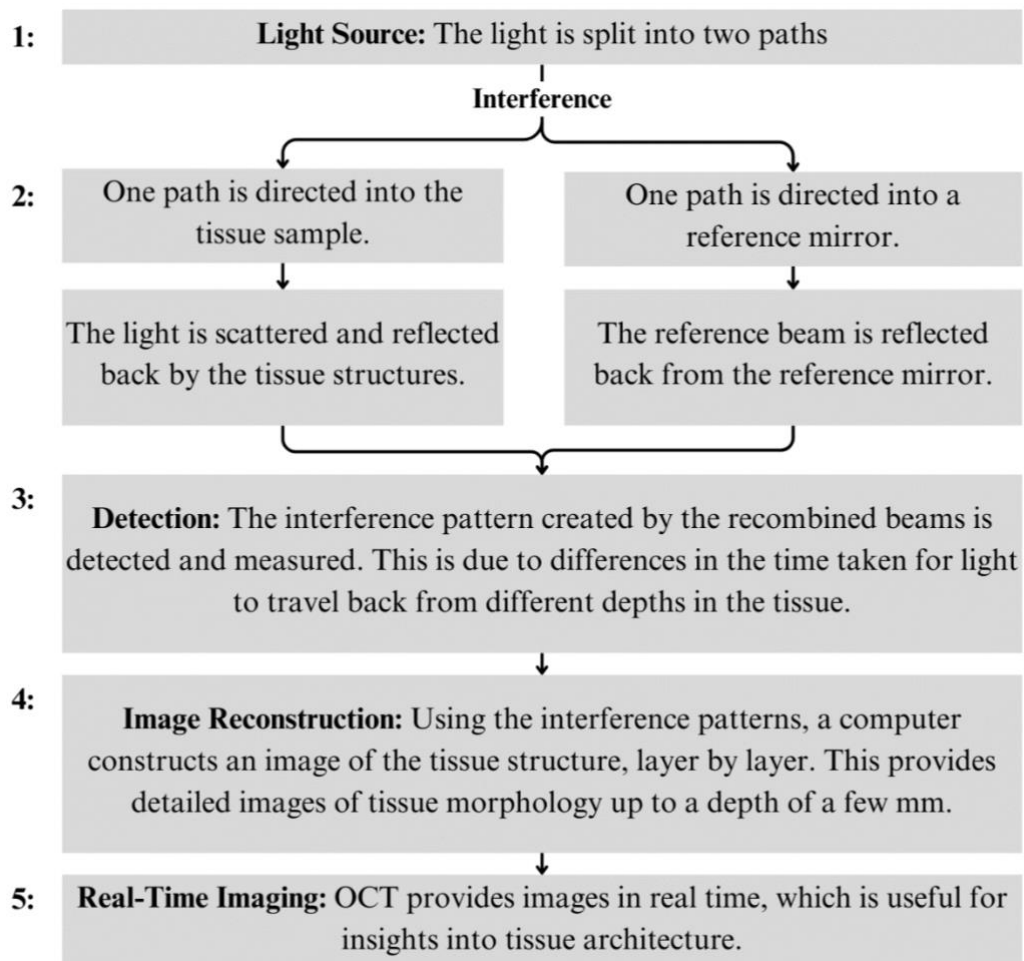 1:
Light Source: The light is split into two paths
Interference
2:
One path is directed into the
tissue sample.
One path is directed into a
reference mirror.
The light is scattered and reflected
back by the tissue structures.
The reference beam is reflected
back from the reference mirror.
3:
Detection: The interference pattern created by the recombined beams is
detected and measured. This is due to differences in the time taken for light
to travel back from different depths in the tissue.
4:
Image Reconstruction: Using the interference patterns, a computer
constructs an image of the tissue structure, layer by layer. This provides
detailed images of tissue morphology up to a depth of a few mm.
5:
Real-Time Imaging: OCT provides images in real time, which is useful for
insights into tissue architecture.